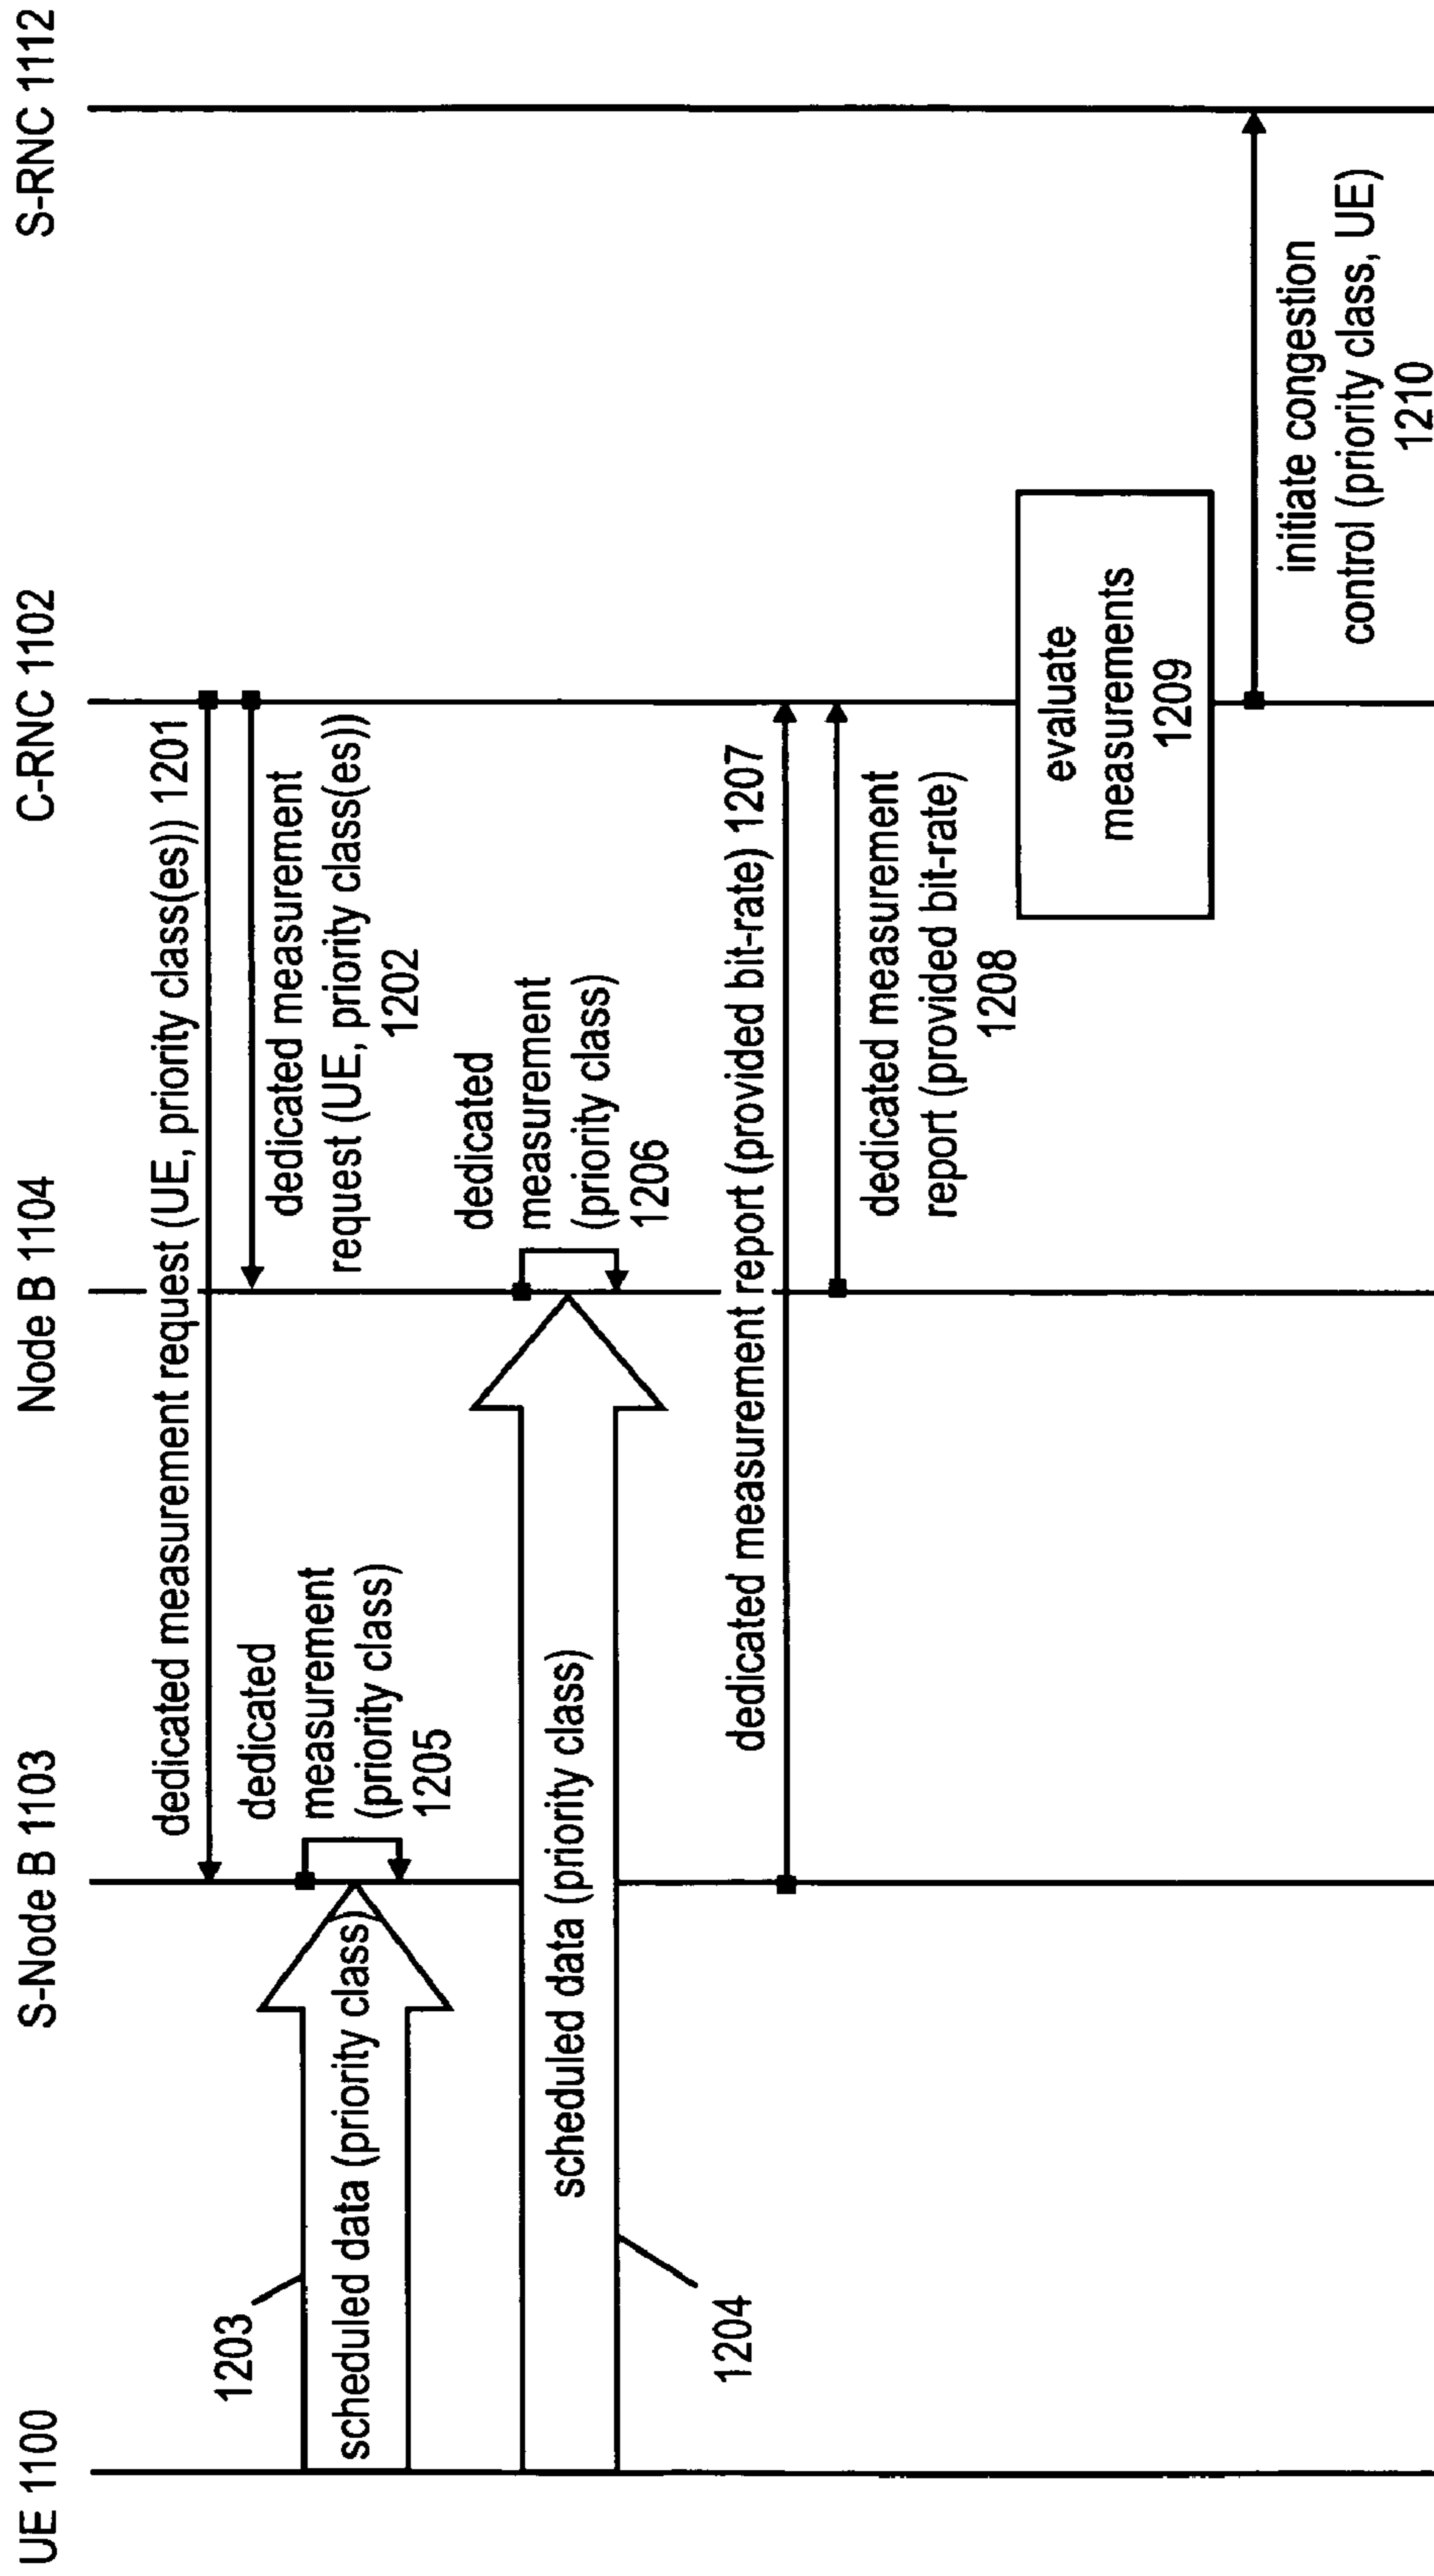 UE 1100
S-Node B 1103
Node B 1104
C-RNC 1102
S-RNC 1112
dedicated measurement request (UE, priority class(es)) 1201
dedicated measurement
request (UE, priority class(es))
1202
1203
scheduled data (priority class)
dedicated
measurement
(priority class)
1205
scheduled data (priority class)
1204
dedicated
measurement
(priority class)
1206
dedicated measurement report (provided bit-rate) 1207
dedicated measurement
report (provided bit-rate)
1208
evaluate
measurements
1209
initiate congestion
control (priority class, UE)
1210